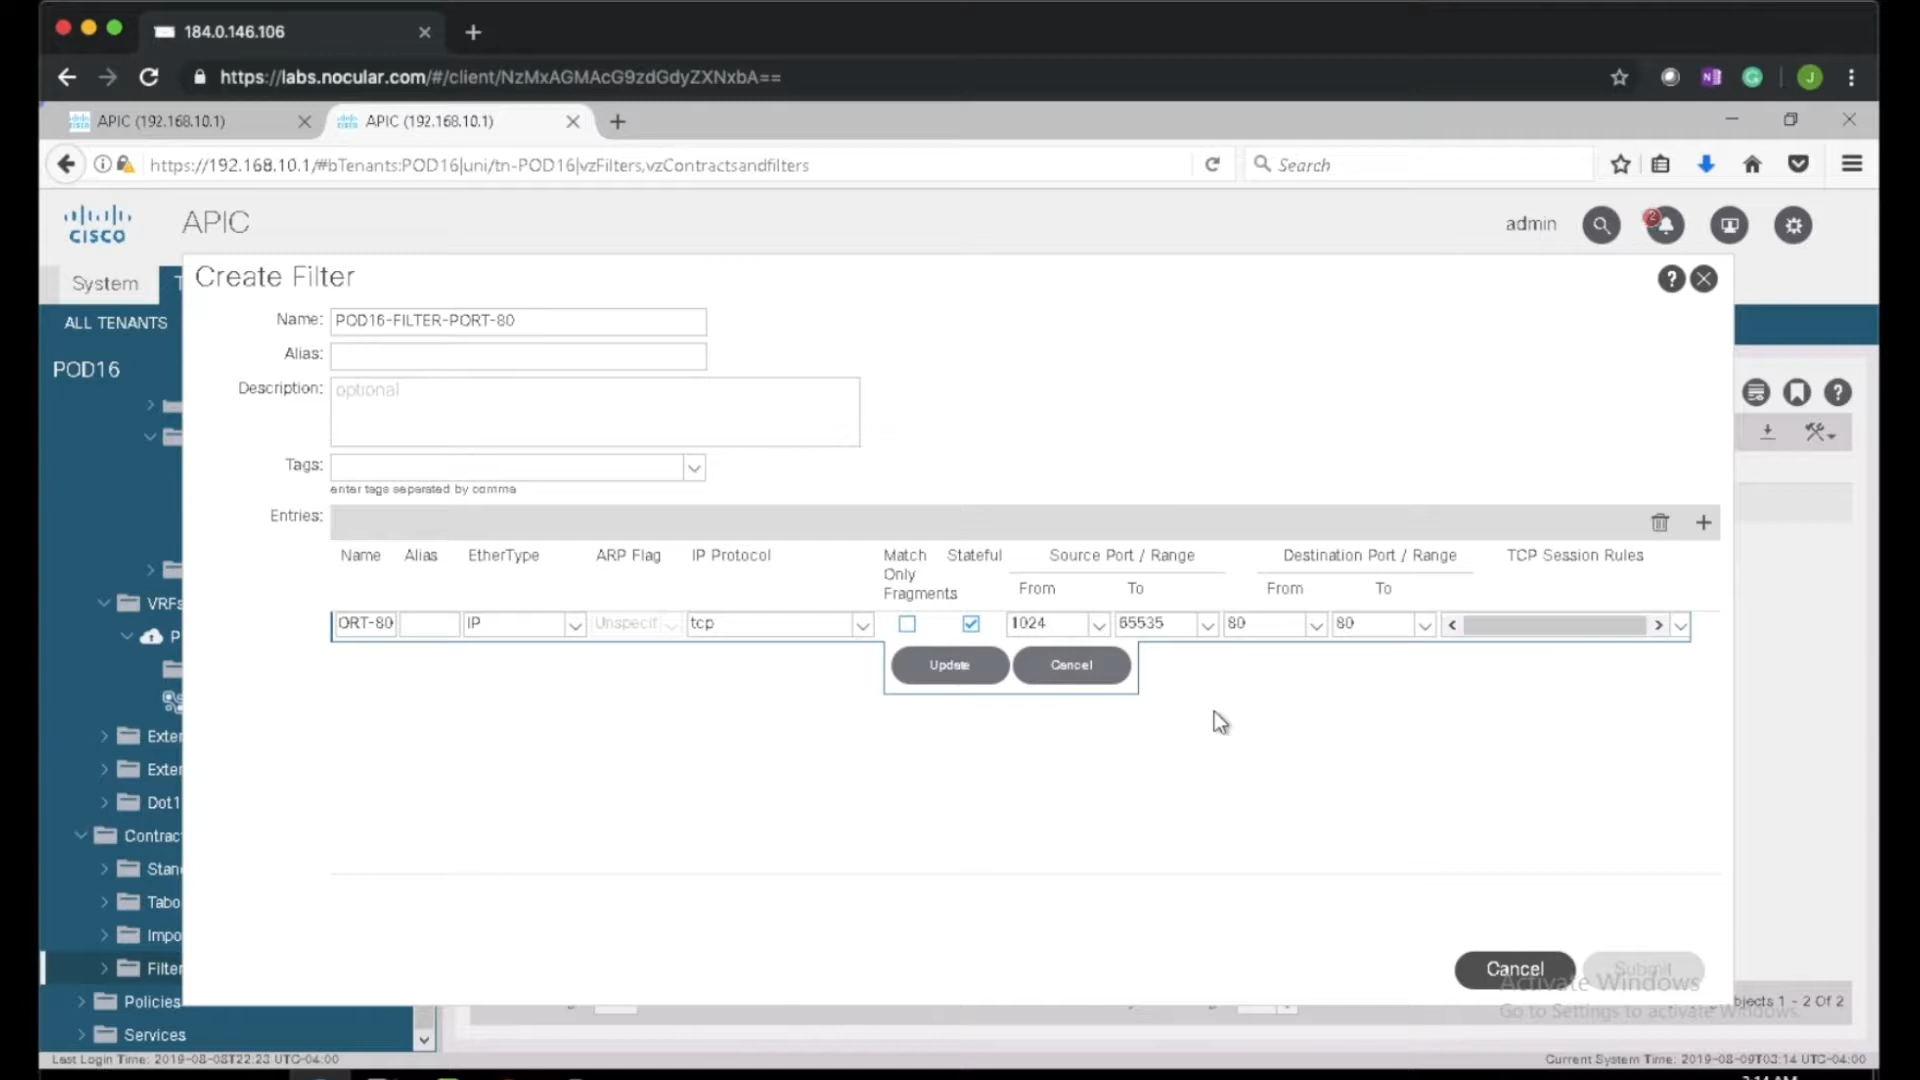 184.0.146.106
https://labs.nocular.com/#/client/NzMxAGMAcG9zdGdyZXNxbA==
J
APIC (192.168.10.1)
APIC (192.168.10.1)
https://192.168.10.1/#bTenants:POD16|uni/tn-POD16|vzFilters,vzContractsandfilters
Search
CISCO
APIC
admin
2
System
T
Create Filter
ALL TENANTS
POD16
Name:
POD16-FILTER-PORT-80
Alias:
Description:
optional
Tags:
enter tags separated by comma
Entries:
Name Alias EtherType ARP Flag IP Protocol Match Only Fragments Stateful Source Port / Range Destination Port / Range TCP Session Rules
From To From To
ORT-80 IP Unspecif tcp 1024 65535 80 80
Update Cancel
VRFs
P
Exter
Exter
Dot1
Contrac
Stan
Tabo
Impo
Filter
Policies
Services
Cancel Submit
Activate Windows
Go to Settings to activate Windows.
bjects 1 - 2 Of 2
Last Login Time: 2019-08-08T22:23 UTC-04:00
Current System Time: 2019-08-09T03:14 UTC-04:00